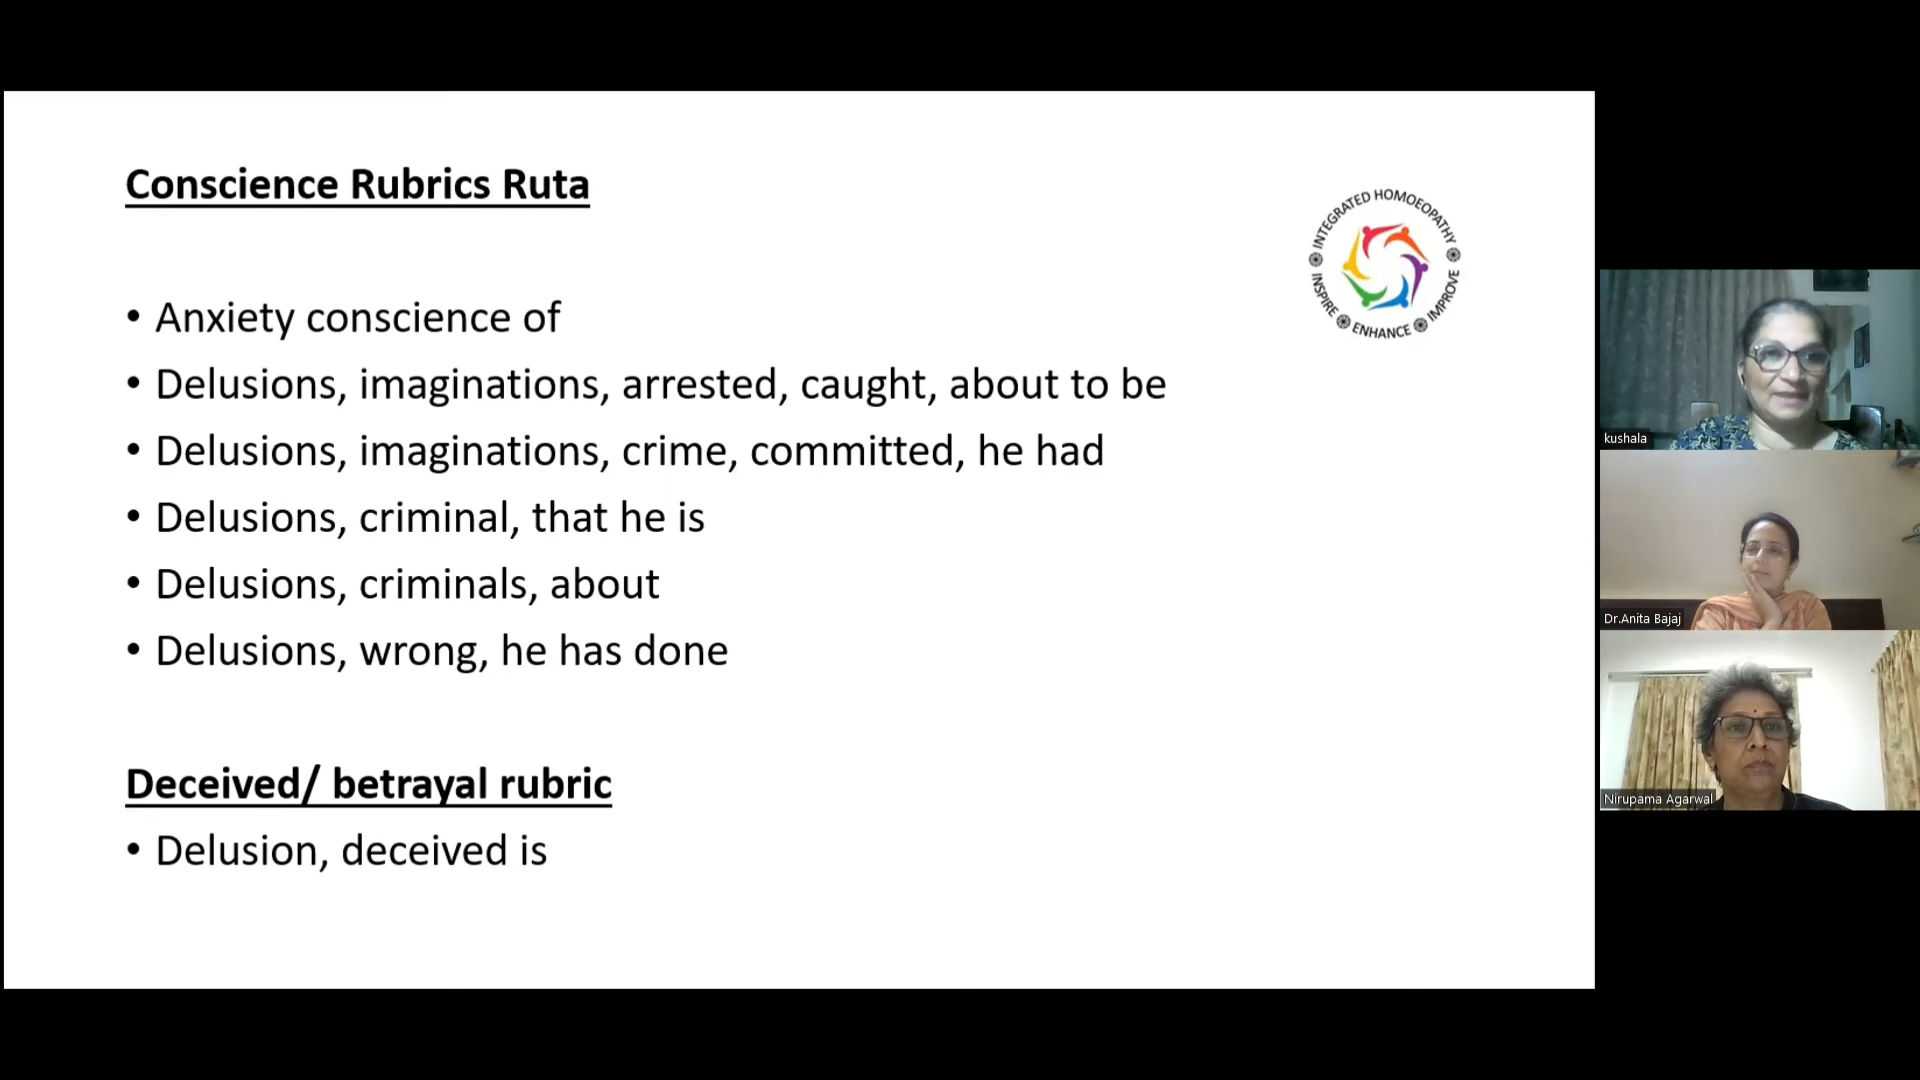 Conscience Rubrics Ruta
• Anxiety conscience of
• Delusions, imaginations, arrested, caught, about to be
• Delusions, imaginations, crime, committed, he had
• Delusions, criminal, that he is
• Delusions, criminals, about
• Delusions, wrong, he has done
Deceived/ betrayal rubric
• Delusion, deceived is
INTEGRATED HOMOEOPATHY
INSPIRE ENHANCE IMPROVE
kushala
Dr.Anita Bajaj
Nirupama Agarwal